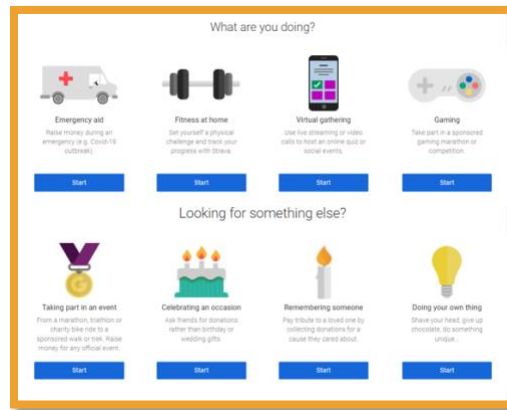 What are you doing?
Emergency aid
Raise money during an
emergency (e.g. Covid-19
outbreak).
Start
Fitness at home
Set yourself a physical
challenge and track your
progress with Strava.
Start
Virtual gathering
Use live streaming or video
calls to host an online quiz or
social events.
Start
Gaming
Take part in a sponsored
gaming marathon or
competition.
Start
Looking for something else?
G
Taking part in an event
From a marathon, triathlon or
charity bike ride to a
sponsored walk or trek. Raise
money for any official event.
Start
Celebrating an occasion
Ask friends for donations
rather than birthday or
wedding gifts.
Start
Remembering someone
Pay tribute to a loved one by
collecting donations for a
cause they cared about.
Start
Doing your own thing
Shave your head, give up
chocolate, do something
unique...
Start